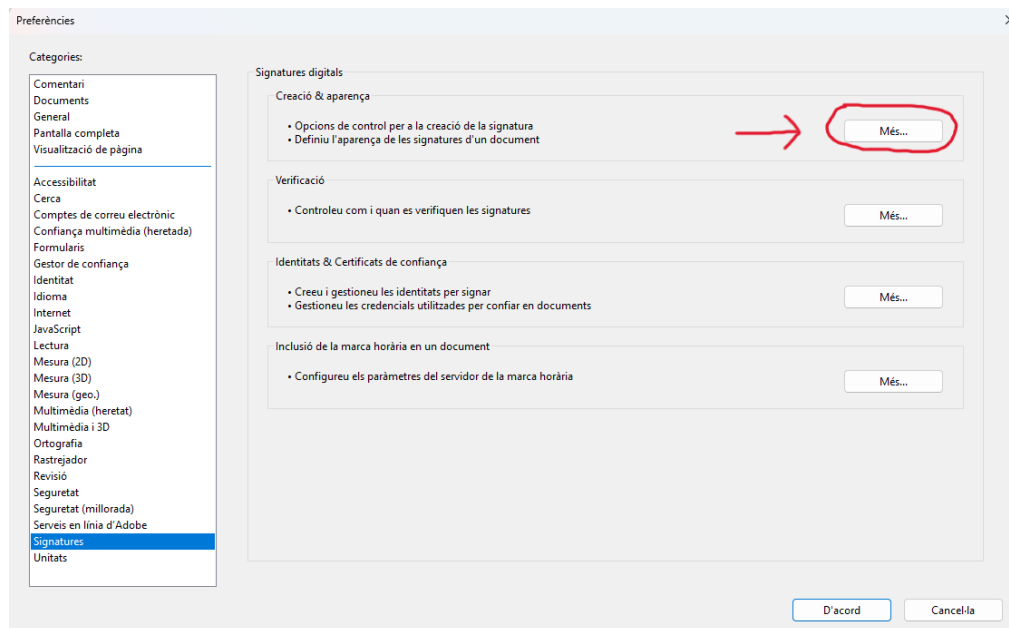 Preferències
Categories:
Comentari
Documents
General
Pantalla completa
Visualització de pàgina
Accessibilitat
Cerca
Comptes de correu electrònic
Confiança multimèdia (heretada)
Formularis
Gestor de confiança
Identitat
Idioma
Internet
JavaScript
Lectura
Mesura (2D)
Mesura (3D)
Mesura (geo.)
Multimèdia (heretat)
Multimèdia i 3D
Ortografia
Rastrejador
Revisió
Seguretat
Seguretat (millorada)
Serveis en línia d'Adobe
Signatures
Unitats
Signatures digitals
Creació & aparença
• Opcions de control per a la creació de la signatura
• Definiu l'aparença de les signatures d'un document
Més...
Verificació
• Controleu com i quan es verifiquen les signatures
Més...
Identitats & Certificats de confiança
• Creeu i gestioneu les identitats per signar
• Gestioneu les credencials utilitzades per confiar en documents
Més...
Inclusió de la marca horària en un document
• Configureu els paràmetres del servidor de la marca horària
Més...
D'acord
Cancel·la